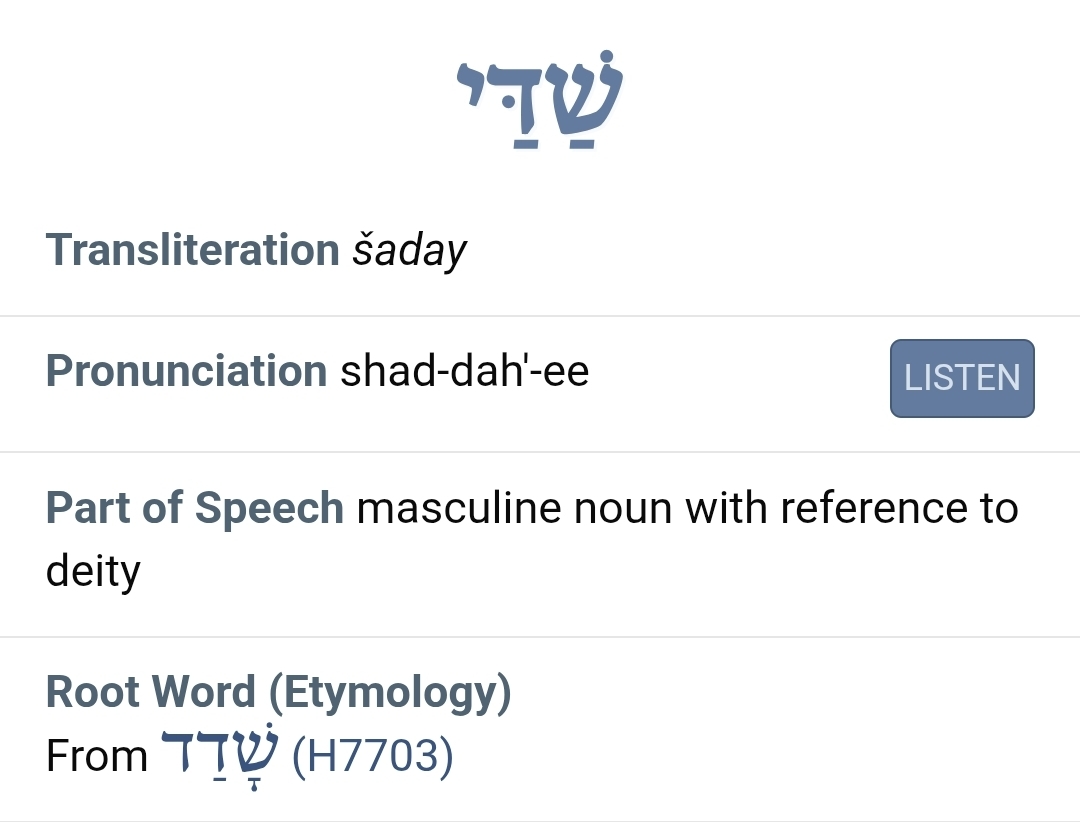 שַׁדַּי
Transliteration šaday
Pronunciation shad-dah'-ee
LISTEN
Part of Speech masculine noun with reference to
deity
Root Word (Etymology)
From שָׁדַד (H7703)